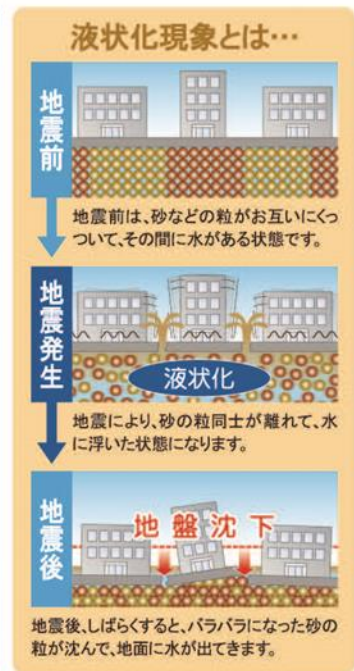 液状化現象とは…
地震前
地震前は、砂などの粒がお互いにくっ
ついて、その間に水がある状態です。
地震発生
液状化
地震により、砂の粒同士が離れて、水
に浮いた状態になります。
地震後
地盤沈下
地震後、しばらくすると、バラバラになった砂の
粒が沈んで、地面に水が出てきます。